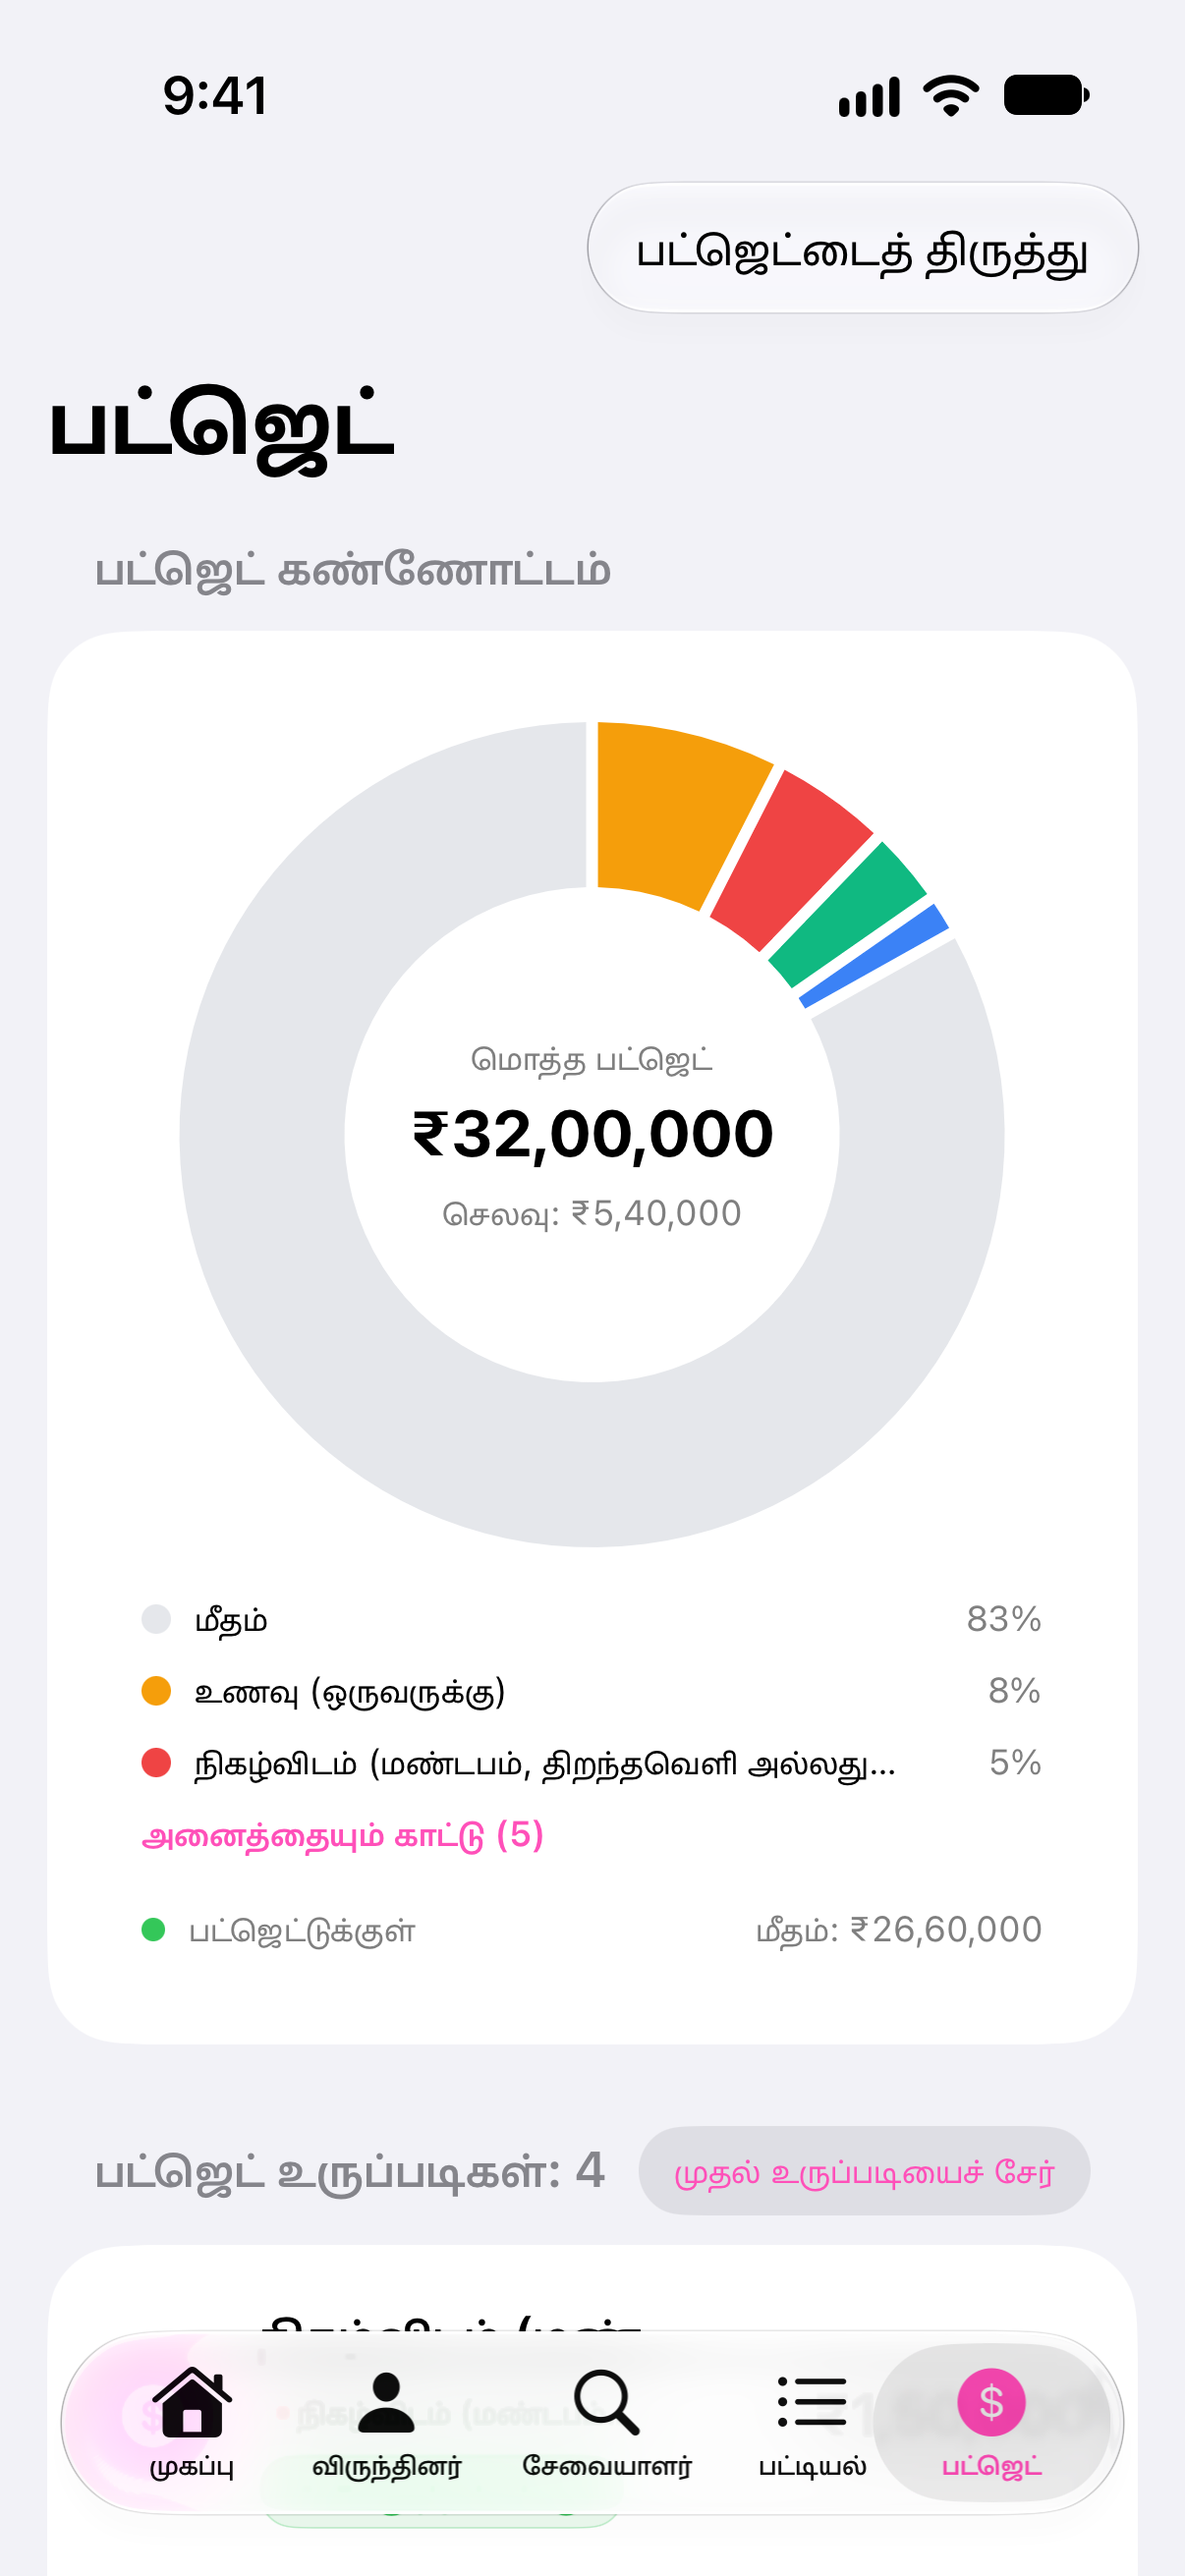 9:41
பட்ஜெட்டைத் திருத்து
பட்ஜெட்
பட்ஜெட் கண்ணோட்டம்
மொத்த பட்ஜெட்
₹32,00,000
செலவு: ₹5,40,000
மீதம் 83%
உணவு (ஒருவருக்கு) 8%
நிகழ்விடம் (மண்டபம், திறந்தவெளி அல்லது... 5%
அனைத்தையும் காட்டு (5)
பட்ஜெட்டுக்குள் மீதம்: ₹26,60,000
பட்ஜெட் உருப்படிகள்: 4 முதல் உருப்படியைச் சேர்
முகப்பு விருந்தினர் சேவையாளர் பட்டியல் பட்ஜெட்